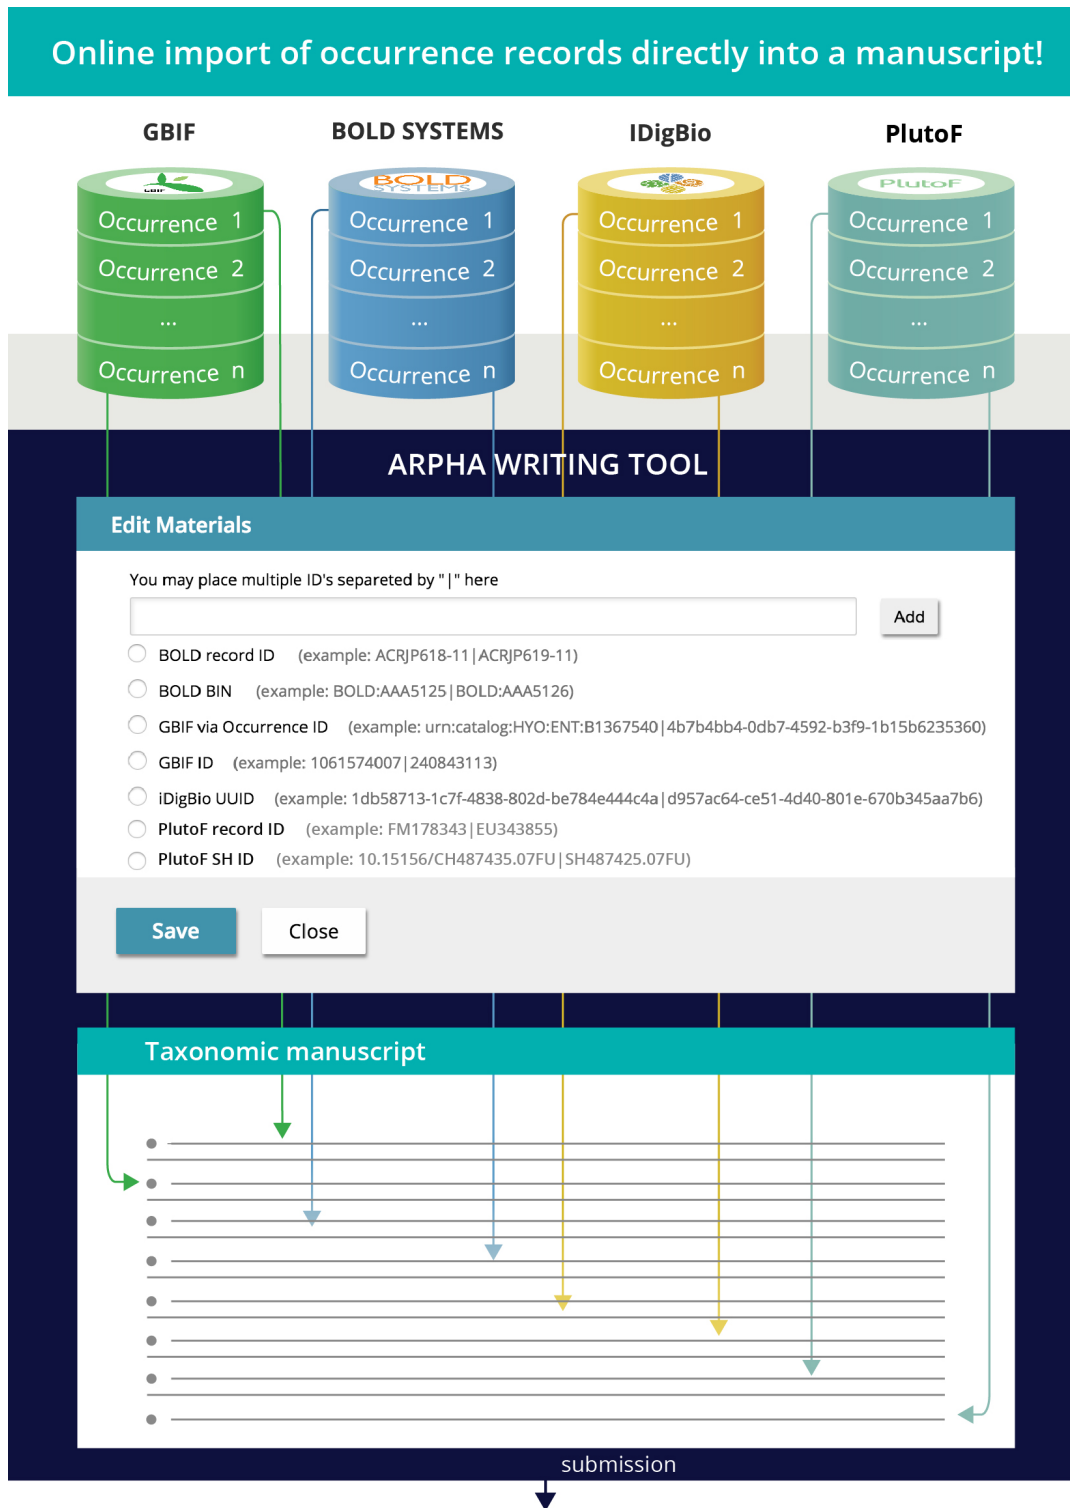 Online import of occurrence records directly into a manuscript!
GBIF BOLD SYSTEMS IDigBio PlutoF
GBIF BOLD SYSTEMS PlutoF
Occurrence 1 Occurrence 1 Occurrence 1 Occurrence 1
Occurrence 2 Occurrence 2 Occurrence 2 Occurrence 2
... ... ... ...
Occurrence n Occurrence n Occurrence n Occurrence n
ARPHA WRITING TOOL
Edit Materials
You may place multiple ID's separeted by "|" here
Add
BOLD record ID (example: ACRJP618-11|ACRJP619-11)
BOLD BIN (example: BOLD:AAA5125|BOLD:AAA5126)
GBIF via Occurrence ID (example: urn:catalog:HYO:ENT:B1367540|4b7b4bb4-0db7-4592-b3f9-1b15b6235360)
GBIF ID (example: 1061574007|240843113)
iDigBio UUID (example: 1db58713-1c7f-4838-802d-be784e444c4a|d957ac64-ce51-4d40-801e-670b345aa7b6)
PlutoF record ID (example: FM178343|EU343855)
PlutoF SH ID (example: 10.15156/CH487435.07FU|SH487425.07FU)
Save Close
Taxonomic manuscript
submission